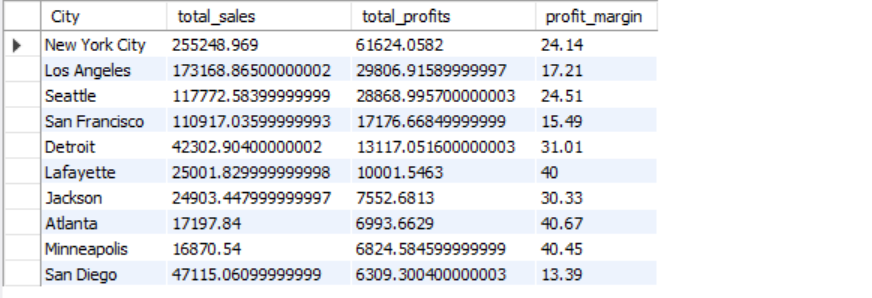 City total_sales total_profits profit_margin
New York City 255248.969 61624.0582 24.14
Los Angeles 173168.86500000002 29806.91589999997 17.21
Seattle 117772.58399999999 28868.995700000003 24.51
San Francisco 110917.03599999993 17176.66849999999 15.49
Detroit 42302.90400000002 13117.051600000003 31.01
Lafayette 25001.829999999998 10001.5463 40
Jackson 24903.447999999997 7552.6813 30.33
Atlanta 17197.84 6993.6629 40.67
Minneapolis 16870.54 6824.584599999999 40.45
San Diego 47115.06099999999 6309.300400000003 13.39